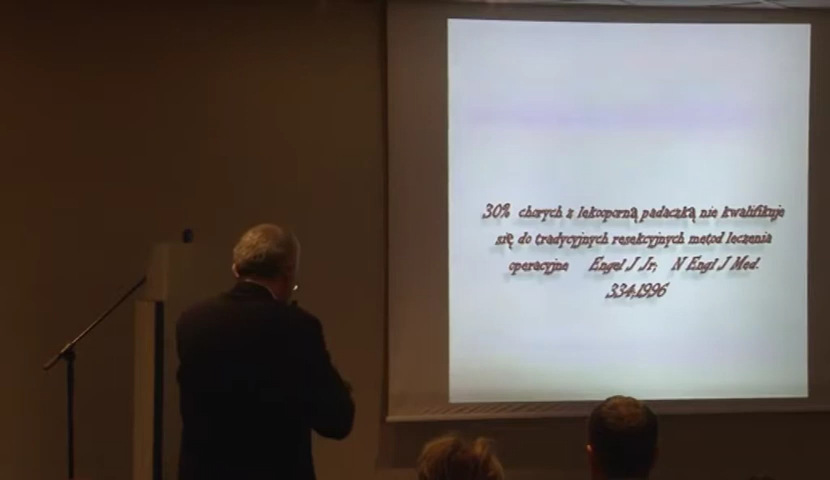 30% chorych z lekooporną padaczką nie kwalifikuje
się do tradycyjnych resekcyjnych metod leczenia
operacyjne Engel J Jr; N Engl J Med.
334;1996